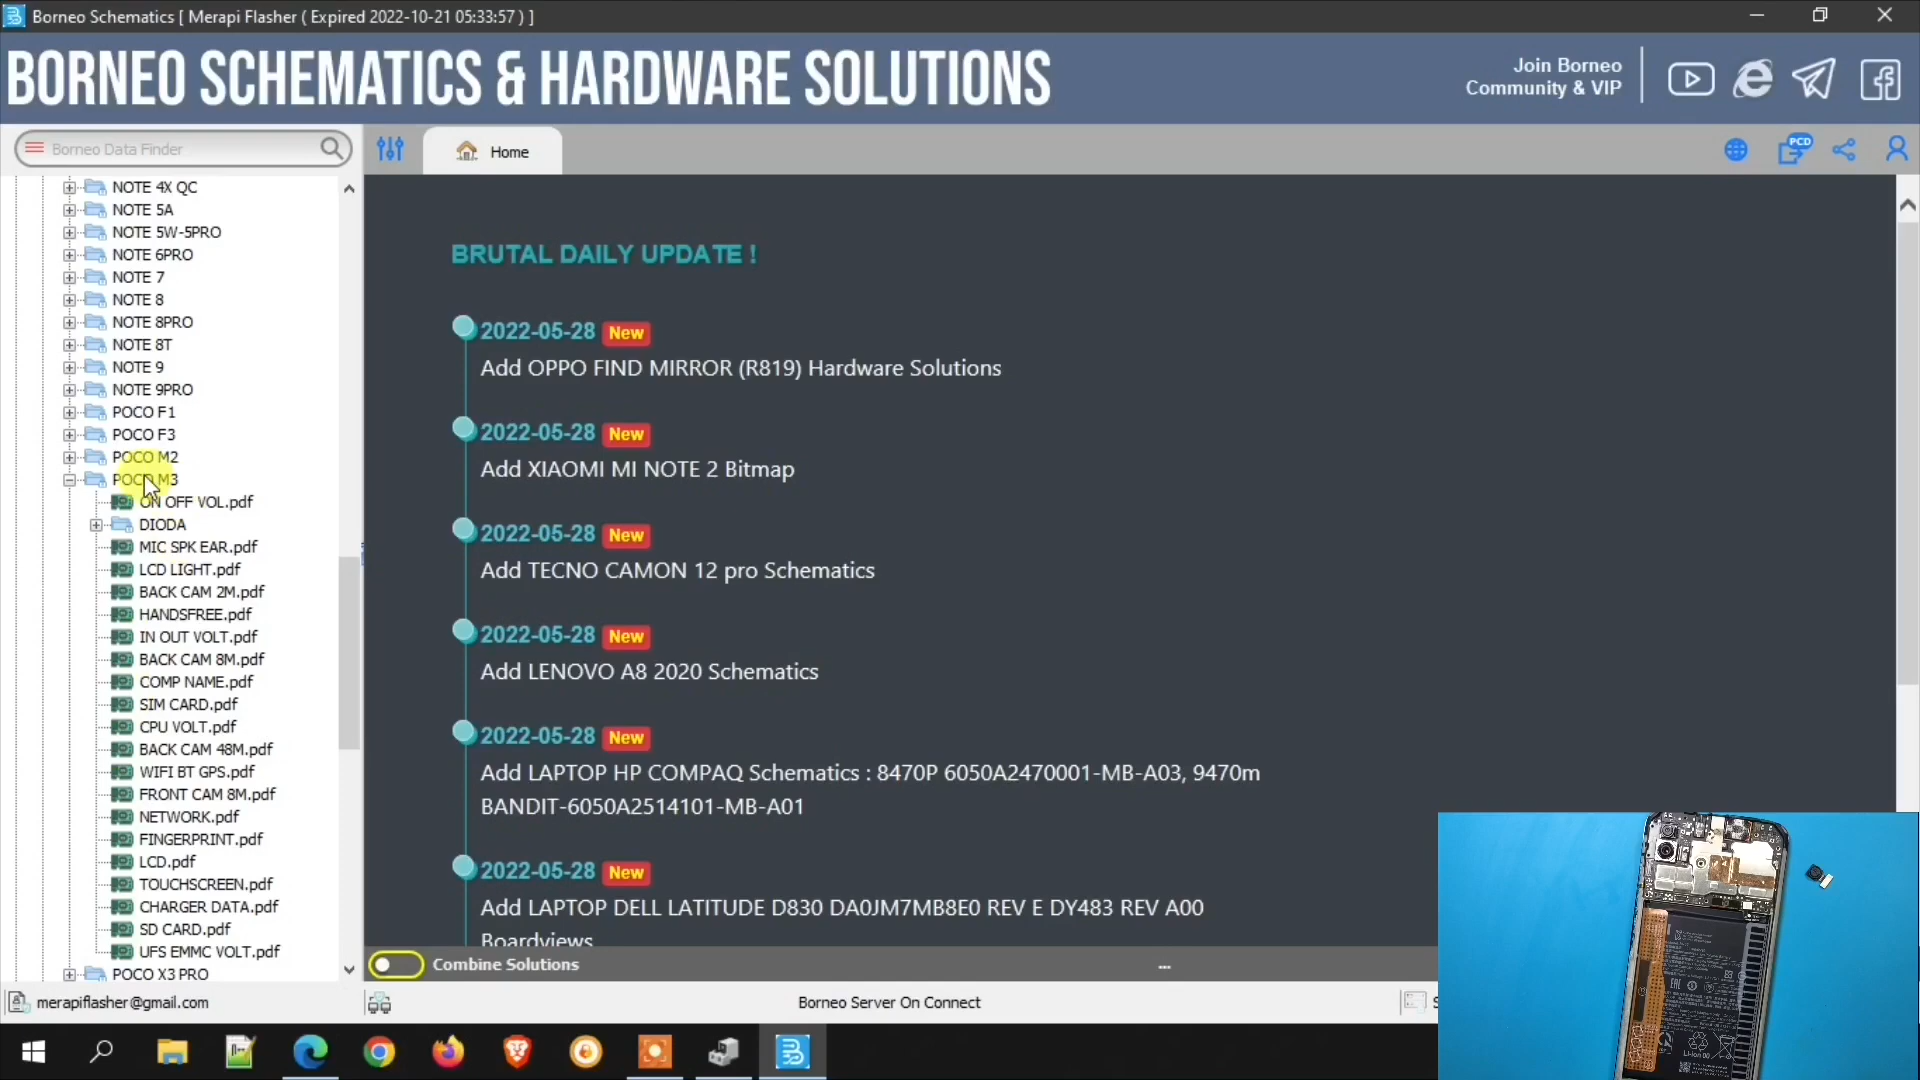 Borneo Schematics [ Merapi Flasher ( Expired 2022-10-21 05:33:57 ) ]
BORNEO SCHEMATICS & HARDWARE SOLUTIONS
Join Borneo
Community & VIP
Borneo Data Finder
Home
PCD
NOTE 4X QC
NOTE 5A
NOTE 5W-5PRO
NOTE 6PRO
NOTE 7
NOTE 8
NOTE 8PRO
NOTE 8T
NOTE 9
NOTE 9PRO
POCO F1
POCO F3
POCO M2
POCO M3
ON OFF VOL.pdf
DIODA
MIC SPK EAR.pdf
LCD LIGHT.pdf
BACK CAM 2M.pdf
HANDSFREE.pdf
IN OUT VOLT.pdf
BACK CAM 8M.pdf
COMP NAME.pdf
SIM CARD.pdf
CPU VOLT.pdf
BACK CAM 48M.pdf
WIFI BT GPS.pdf
FRONT CAM 8M.pdf
NETWORK.pdf
FINGERPRINT.pdf
LCD.pdf
TOUCHSCREEN.pdf
CHARGER DATA.pdf
SD CARD.pdf
UFS EMMC VOLT.pdf
POCO X3 PRO
BRUTAL DAILY UPDATE !
2022-05-28 New
Add OPPO FIND MIRROR (R819) Hardware Solutions
2022-05-28 New
Add XIAOMI MI NOTE 2 Bitmap
2022-05-28 New
Add TECNO CAMON 12 pro Schematics
2022-05-28 New
Add LENOVO A8 2020 Schematics
2022-05-28 New
Add LAPTOP HP COMPAQ Schematics : 8470P 6050A2470001-MB-A03, 9470m
BANDIT-6050A2514101-MB-A01
2022-05-28 New
Add LAPTOP DELL LATITUDE D830 DA0JM7MB8E0 REV E DY483 REV A00
Boardviews
Combine Solutions
...
merapiflasher@gmail.com
Borneo Server On Connect
S